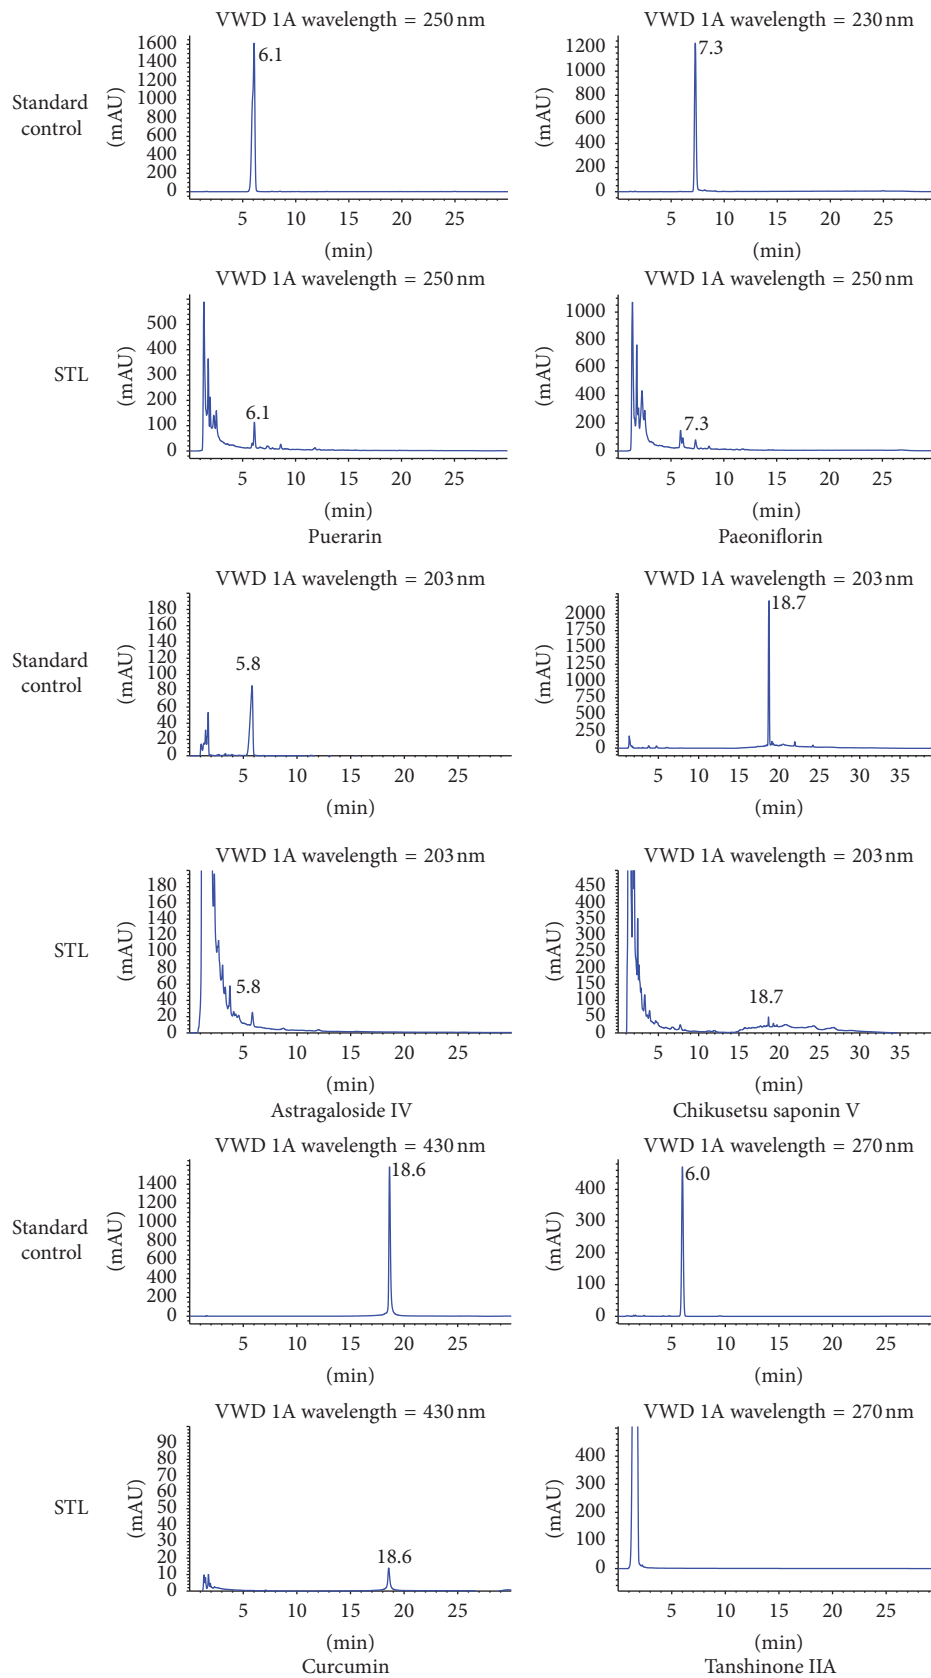 VWD 1A wavelength = 250 nm
1600
1400
1200
1000
800
600
400
200
0
(mAU)
6.1
5 10 15 20 25
(min)
Standard
control
VWD 1A wavelength = 230 nm
1200
1000
800
600
400
200
0
(mAU)
7.3
5 10 15 20 25
(min)
VWD 1A wavelength = 250 nm
500
400
300
200
100
0
(mAU)
6.1
5 10 15 20 25
(min)
Puerarin
STL
VWD 1A wavelength = 250 nm
1000
800
600
400
200
0
(mAU)
7.3
5 10 15 20 25
(min)
Paeoniflorin
VWD 1A wavelength = 203 nm
180
160
140
120
100
80
60
40
20
0
(mAU)
5.8
5 10 15 20 25
(min)
Standard
control
VWD 1A wavelength = 203 nm
2000
1750
1500
1250
1000
750
500
250
0
(mAU)
18.7
5 10 15 20 25 30 35
(min)
VWD 1A wavelength = 203 nm
180
160
140
120
100
80
60
40
20
0
(mAU)
5.8
5 10 15 20 25
(min)
Astragaloside IV
STL
VWD 1A wavelength = 203 nm
450
400
350
300
250
200
150
100
50
0
(mAU)
18.7
5 10 15 20 25 30 35
(min)
Chikusetsu saponin V
VWD 1A wavelength = 430 nm
1400
1200
1000
800
600
400
200
0
(mAU)
18.6
5 10 15 20 25
(min)
Standard
control
VWD 1A wavelength = 270 nm
400
300
200
100
0
(mAU)
6.0
5 10 15 20 25
(min)
VWD 1A wavelength = 430 nm
90
80
70
60
50
40
30
20
10
0
(mAU)
18.6
5 10 15 20 25
(min)
Curcumin
STL
VWD 1A wavelength = 270 nm
400
300
200
100
0
(mAU)
5 10 15 20 25
(min)
Tanshinone IIA